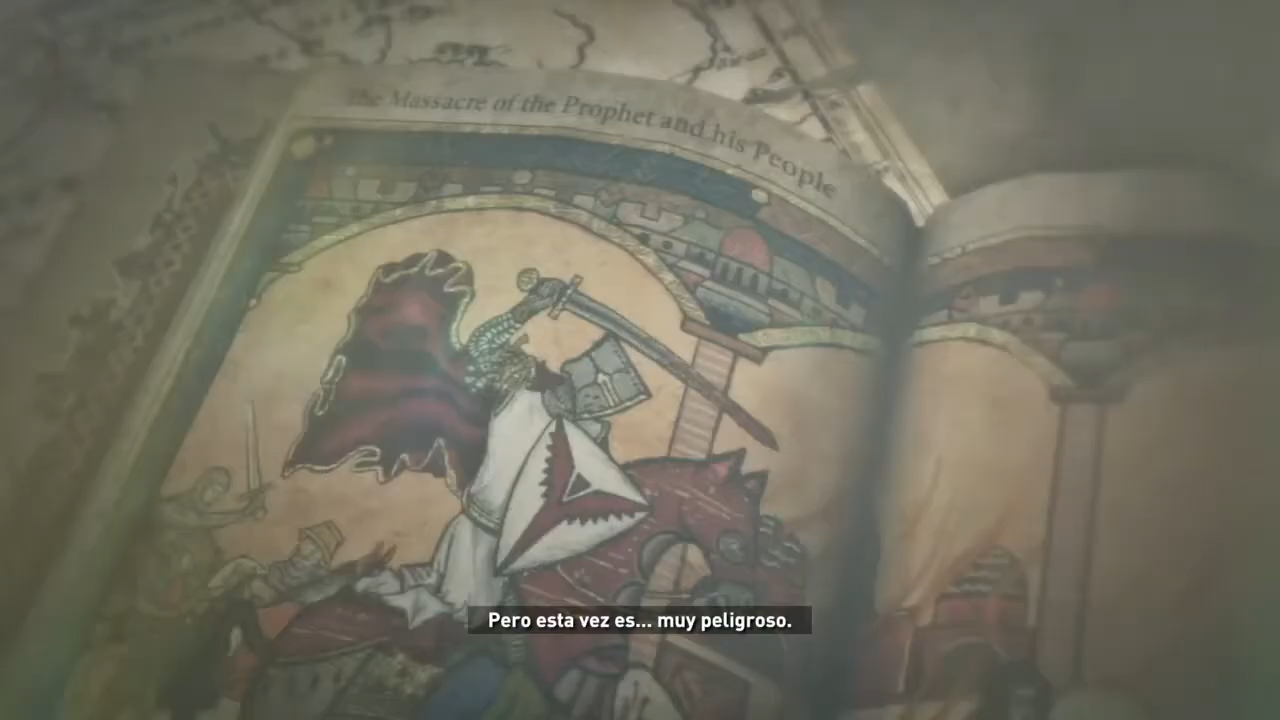 The Massacre of the Prophet and his People
Pero esta vez es... muy peligroso.